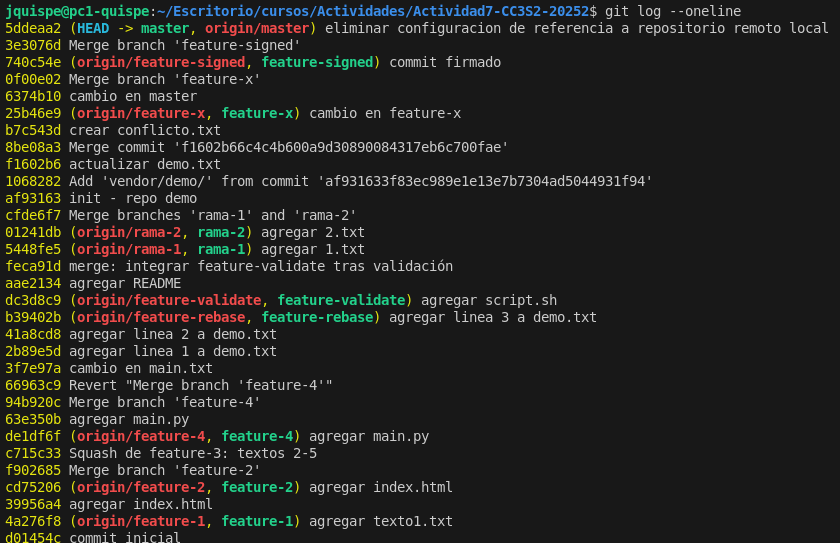 jquispe@pc1-quispe:~/Escritorio/cursos/Actividades/Actividad7-CC3S2-20252$ git log --oneline
5ddeaa2 (HEAD -> master, origin/master) eliminar configuracion de referencia a repositorio remoto local
3e3076d Merge branch 'feature-signed'
740c54e (origin/feature-signed, feature-signed) commit firmado
0f00e02 Merge branch 'feature-x'
6374b10 cambio en master
25b46e9 (origin/feature-x, feature-x) cambio en feature-x
b7c543d crear conflicto.txt
8be08a3 Merge commit 'f1602b66c4c4b600a9d30890084317eb6c700fae'
f1602b6 actualizar demo.txt
1068282 Add 'vendor/demo/' from commit 'af931633f83ec989e1e13e7b7304ad5044931f94'
af93163 init - repo demo
cfde6f7 Merge branches 'rama-1' and 'rama-2'
01241db (origin/rama-2, rama-2) agregar 2.txt
5448fe5 (origin/rama-1, rama-1) agregar 1.txt
feca91d merge: integrar feature-validate tras validación
aae2134 agregar README
dc3d8c9 (origin/feature-validate, feature-validate) agregar script.sh
b39402b (origin/feature-rebase, feature-rebase) agregar linea 3 a demo.txt
41a8cd8 agregar linea 2 a demo.txt
2b89e5d agregar linea 1 a demo.txt
3f7e97a cambio en main.txt
66963c9 Revert "Merge branch 'feature-4'"
94b920c Merge branch 'feature-4'
63e350b agregar main.py
de1df6f (origin/feature-4, feature-4) agregar main.py
c715c33 Squash de feature-3: textos 2-5
f902685 Merge branch 'feature-2'
cd75206 (origin/feature-2, feature-2) agregar index.html
39956a4 agregar index.html
4a276f8 (origin/feature-1, feature-1) agregar texto1.txt
d01454c commit inicial